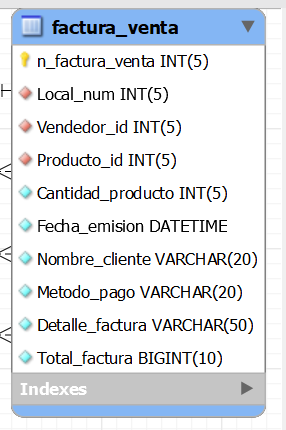 factura_venta
n_factura_venta INT(5)
Local_num INT(5)
Vendedor_id INT(5)
Producto_id INT(5)
Cantidad_producto INT(5)
Fecha_emision DATETIME
Nombre_cliente VARCHAR(20)
Metodo_pago VARCHAR(20)
Detalle_factura VARCHAR(50)
Total_factura BIGINT(10)
Indexes